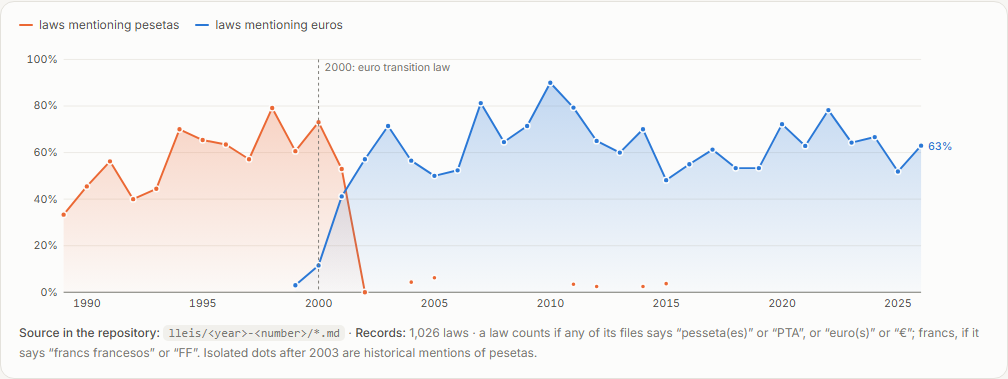 laws mentioning pesetas laws mentioning euros
100%
2000: euro transition law
80%
60%
63%
40%
20%
0%
1990 1995 2000 2005 2010 2015 2020 2025
Source in the repository: lleis/<year>-<number>/*.md · Records: 1,026 laws · a law counts if any of its files says “pesseta(es)” or “PTA”, or “euro(s)” or “€”; francs, if it
says “francs francesos” or “FF”. Isolated dots after 2003 are historical mentions of pesetas.